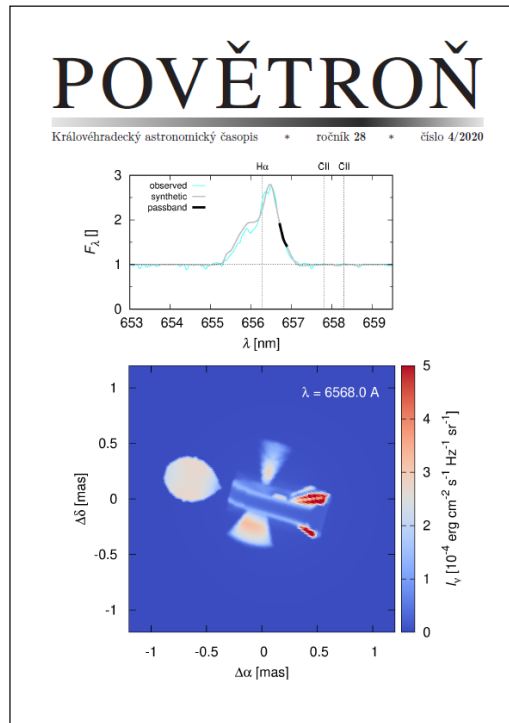 POVĚTROŇ
Královéhradecký astronomický časopis * ročník 28 * číslo 4/2020
Hα CII CII
observed
synthetic
passband
3
2
1
0
Fλ []
653 654 655 656 657 658 659
λ [nm]
λ = 6568.0 A
1
0.5
0
-0.5
-1
Δδ [mas]
-1 -0.5 0 0.5 1
Δα [mas]
5
4
3
2
1
0
Iν [10⁻⁴ erg cm⁻² s⁻¹ Hz⁻¹ sr⁻¹]